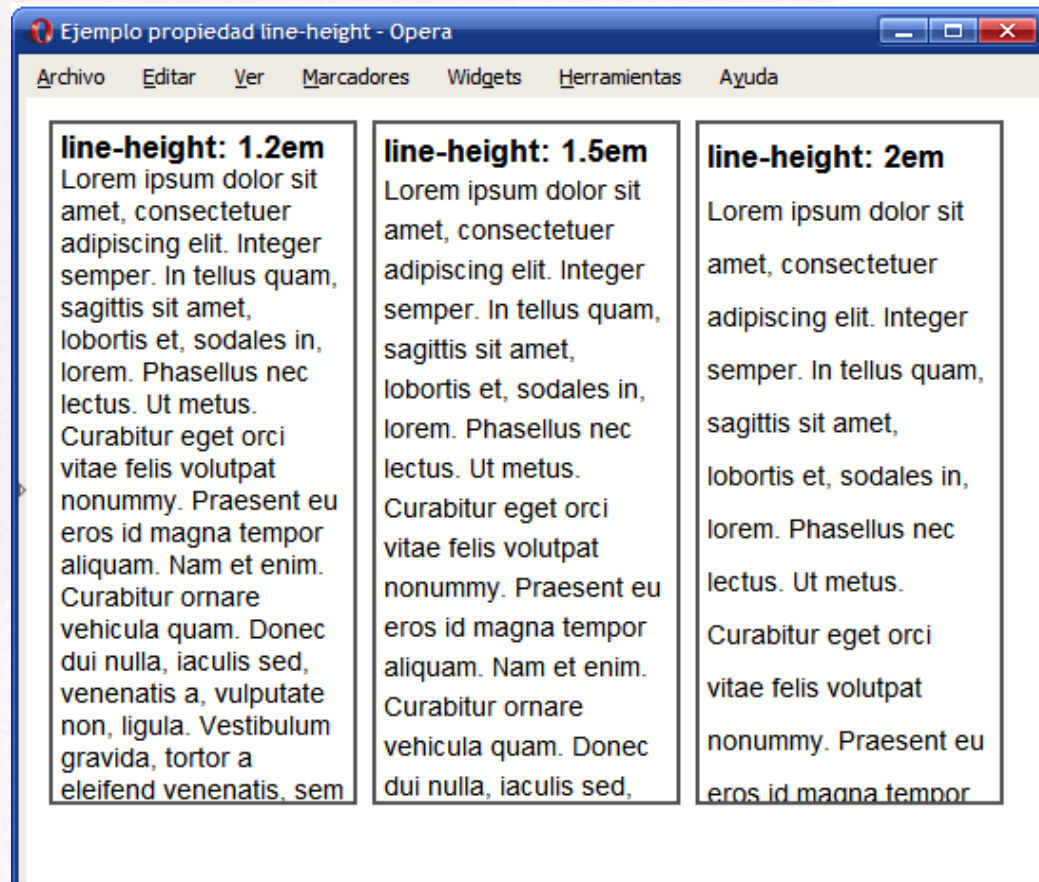 Ejemplo propiedad line-height - Opera
Archivo Editar Ver Marcadores Widgets Herramientas Ayuda
line-height: 1.2em
Lorem ipsum dolor sit
amet, consectetuer
adipiscing elit. Integer
semper. In tellus quam,
sagittis sit amet,
lobortis et, sodales in,
lorem. Phasellus nec
lectus. Ut metus.
Curabitur eget orci
vitae felis volutpat
nonummy. Praesent eu
eros id magna tempor
aliquam. Nam et enim.
Curabitur ornare
vehicula quam. Donec
dui nulla, iaculis sed,
venenatis a, vulputate
non, ligula. Vestibulum
gravida, tortor a
eleifend venenatis, sem
line-height: 1.5em
Lorem ipsum dolor sit
amet, consectetuer
adipiscing elit. Integer
semper. In tellus quam,
sagittis sit amet,
lobortis et, sodales in,
lorem. Phasellus nec
lectus. Ut metus.
Curabitur eget orci
vitae felis volutpat
nonummy. Praesent eu
eros id magna tempor
aliquam. Nam et enim.
Curabitur ornare
vehicula quam. Donec
dui nulla, iaculis sed,
line-height: 2em
Lorem ipsum dolor sit
amet, consectetuer
adipiscing elit. Integer
semper. In tellus quam,
sagittis sit amet,
lobortis et, sodales in,
lorem. Phasellus nec
lectus. Ut metus.
Curabitur eget orci
vitae felis volutpat
nonummy. Praesent eu
eros id magna tempor